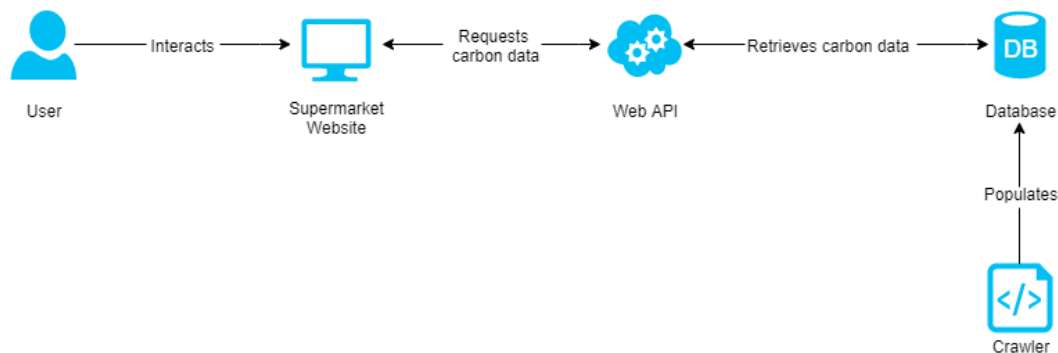 Interacts
Requests
carbon data
Retrieves carbon data
DB
User
Supermarket
Website
Web API
Database
Populates
</>
Crawler